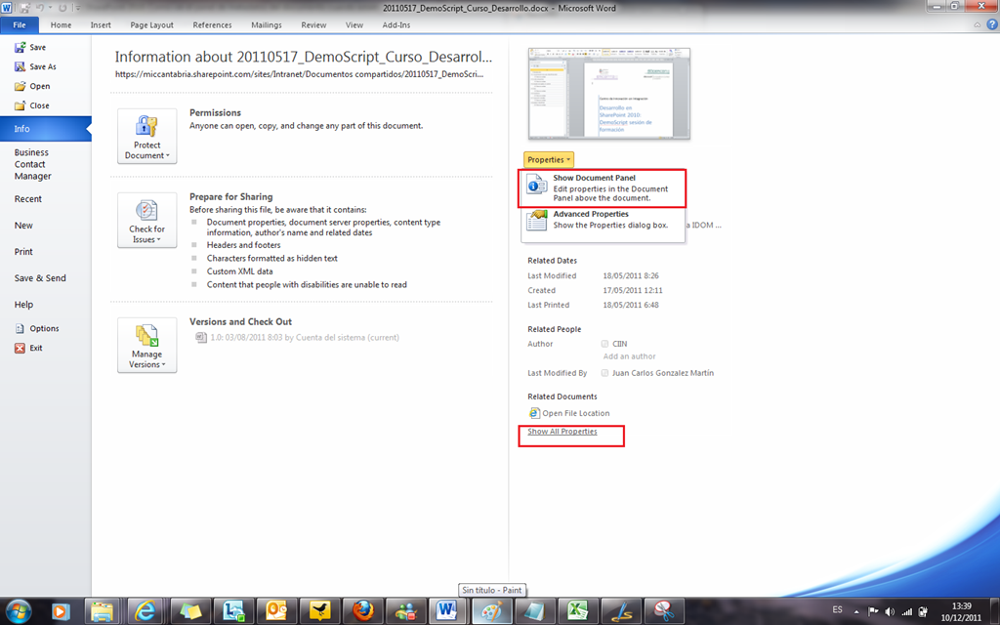 20110517_DemoScript_Curso_Desarrollo.docx - Microsoft Word
File Home Insert Page Layout References Mailings Review View Add-Ins
Save
Save As
Open
Close
Info
Business
Contact
Manager
Recent
New
Print
Save & Send
Help
Options
Exit
Information about 20110517_DemoScript_Curso_Desarrol...
https://miccantabria.sharepoint.com/sites/Intranet/Documentos compartidos/20110517_DemoScri...
Protect
Document
Permissions
Anyone can open, copy, and change any part of this document.
Check for
Issues
Prepare for Sharing
Before sharing this file, be aware that it contains:
Document properties, document server properties, content type
information, author's name and related dates
Headers and footers
Characters formatted as hidden text
Custom XML data
Content that people with disabilities are unable to read
Manage
Versions
Versions and Check Out
1.0: 03/08/2011 8:03 by Cuenta del sistema (current)
Desarrollo en
SharePoint 2010:
DemoScript sesión de
formación
Properties
Show Document Panel
Edit properties in the Document
Panel above the document.
Advanced Properties
Show the Properties dialog box.
a IDOM ...
Related Dates
Last Modified 18/05/2011 8:26
Created 17/05/2011 12:11
Last Printed 18/05/2011 6:48
Related People
Author CIIN
Add an author
Last Modified By Juan Carlos Gonzalez Martín
Related Documents
Open File Location
Show All Properties
Sin título - Paint
ES
13:39
10/12/2011